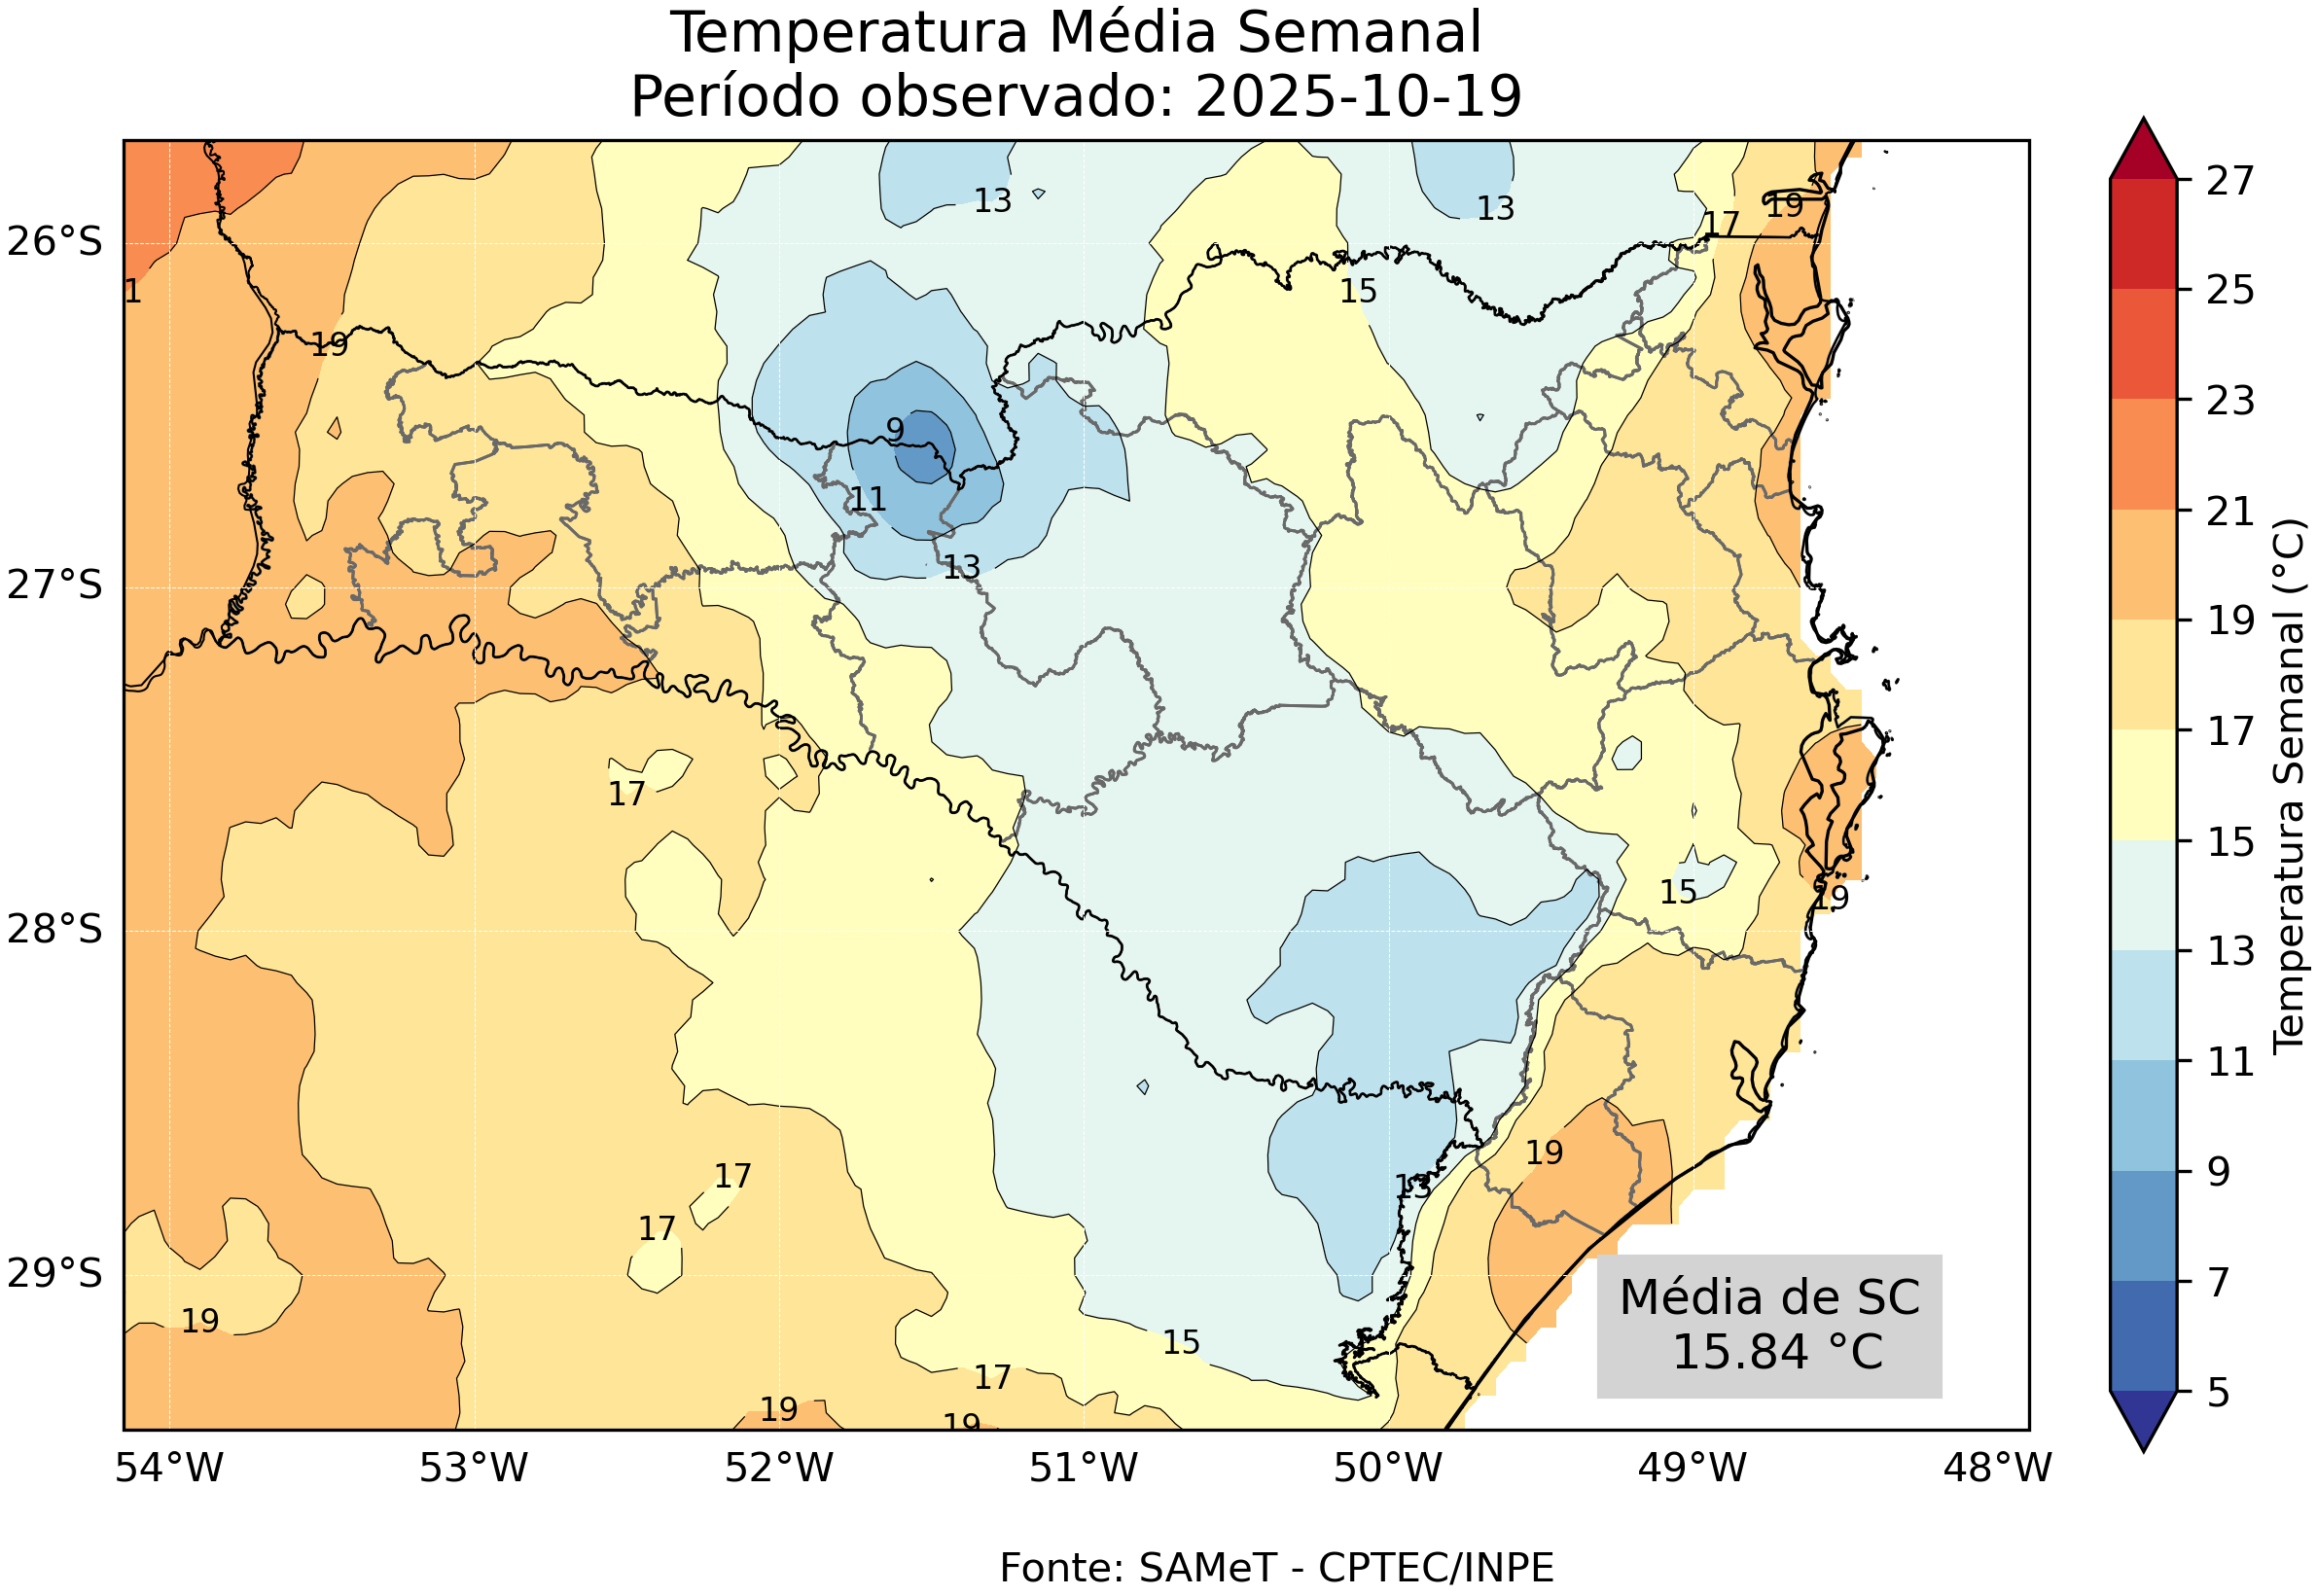 Temperatura Média Semanal
Período observado: 2025-10-19
26°S
27°S
28°S
29°S
54°W
53°W
52°W
51°W
50°W
49°W
48°W
13
13
19
17
1
15
19
9
11
13
17
15
19
19
13
17
17
19
15
17
19
19
Média de SC
15.84 °C
27
25
23
21
19
17
15
13
11
9
7
5
Temperatura Semanal (°C)
Fonte: SAMeT - CPTEC/INPE